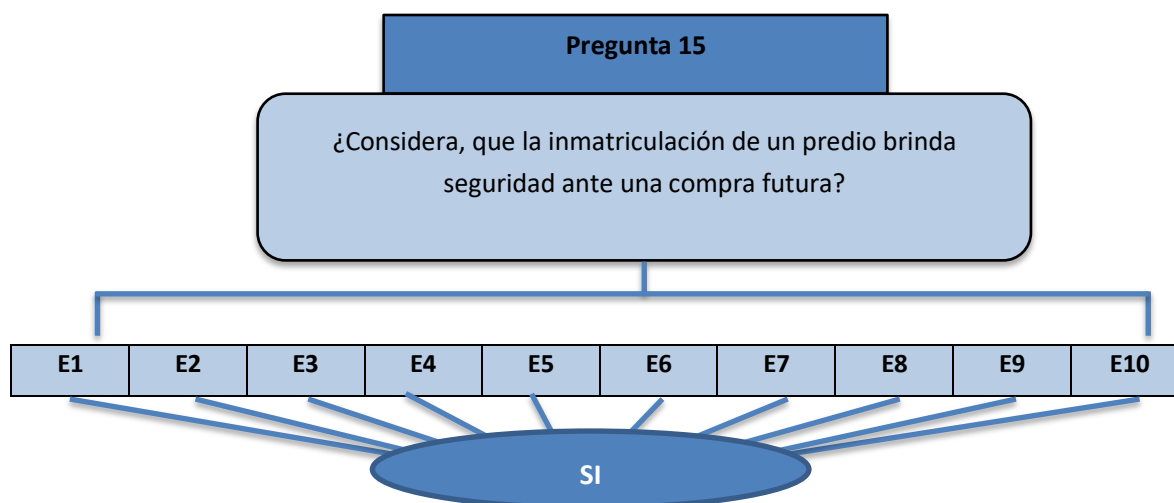 Pregunta 15
¿Considera, que la inmatriculación de un predio brinda
seguridad ante una compra futura?
E1 E2 E3 E4 E5 E6 E7 E8 E9 E10
SI